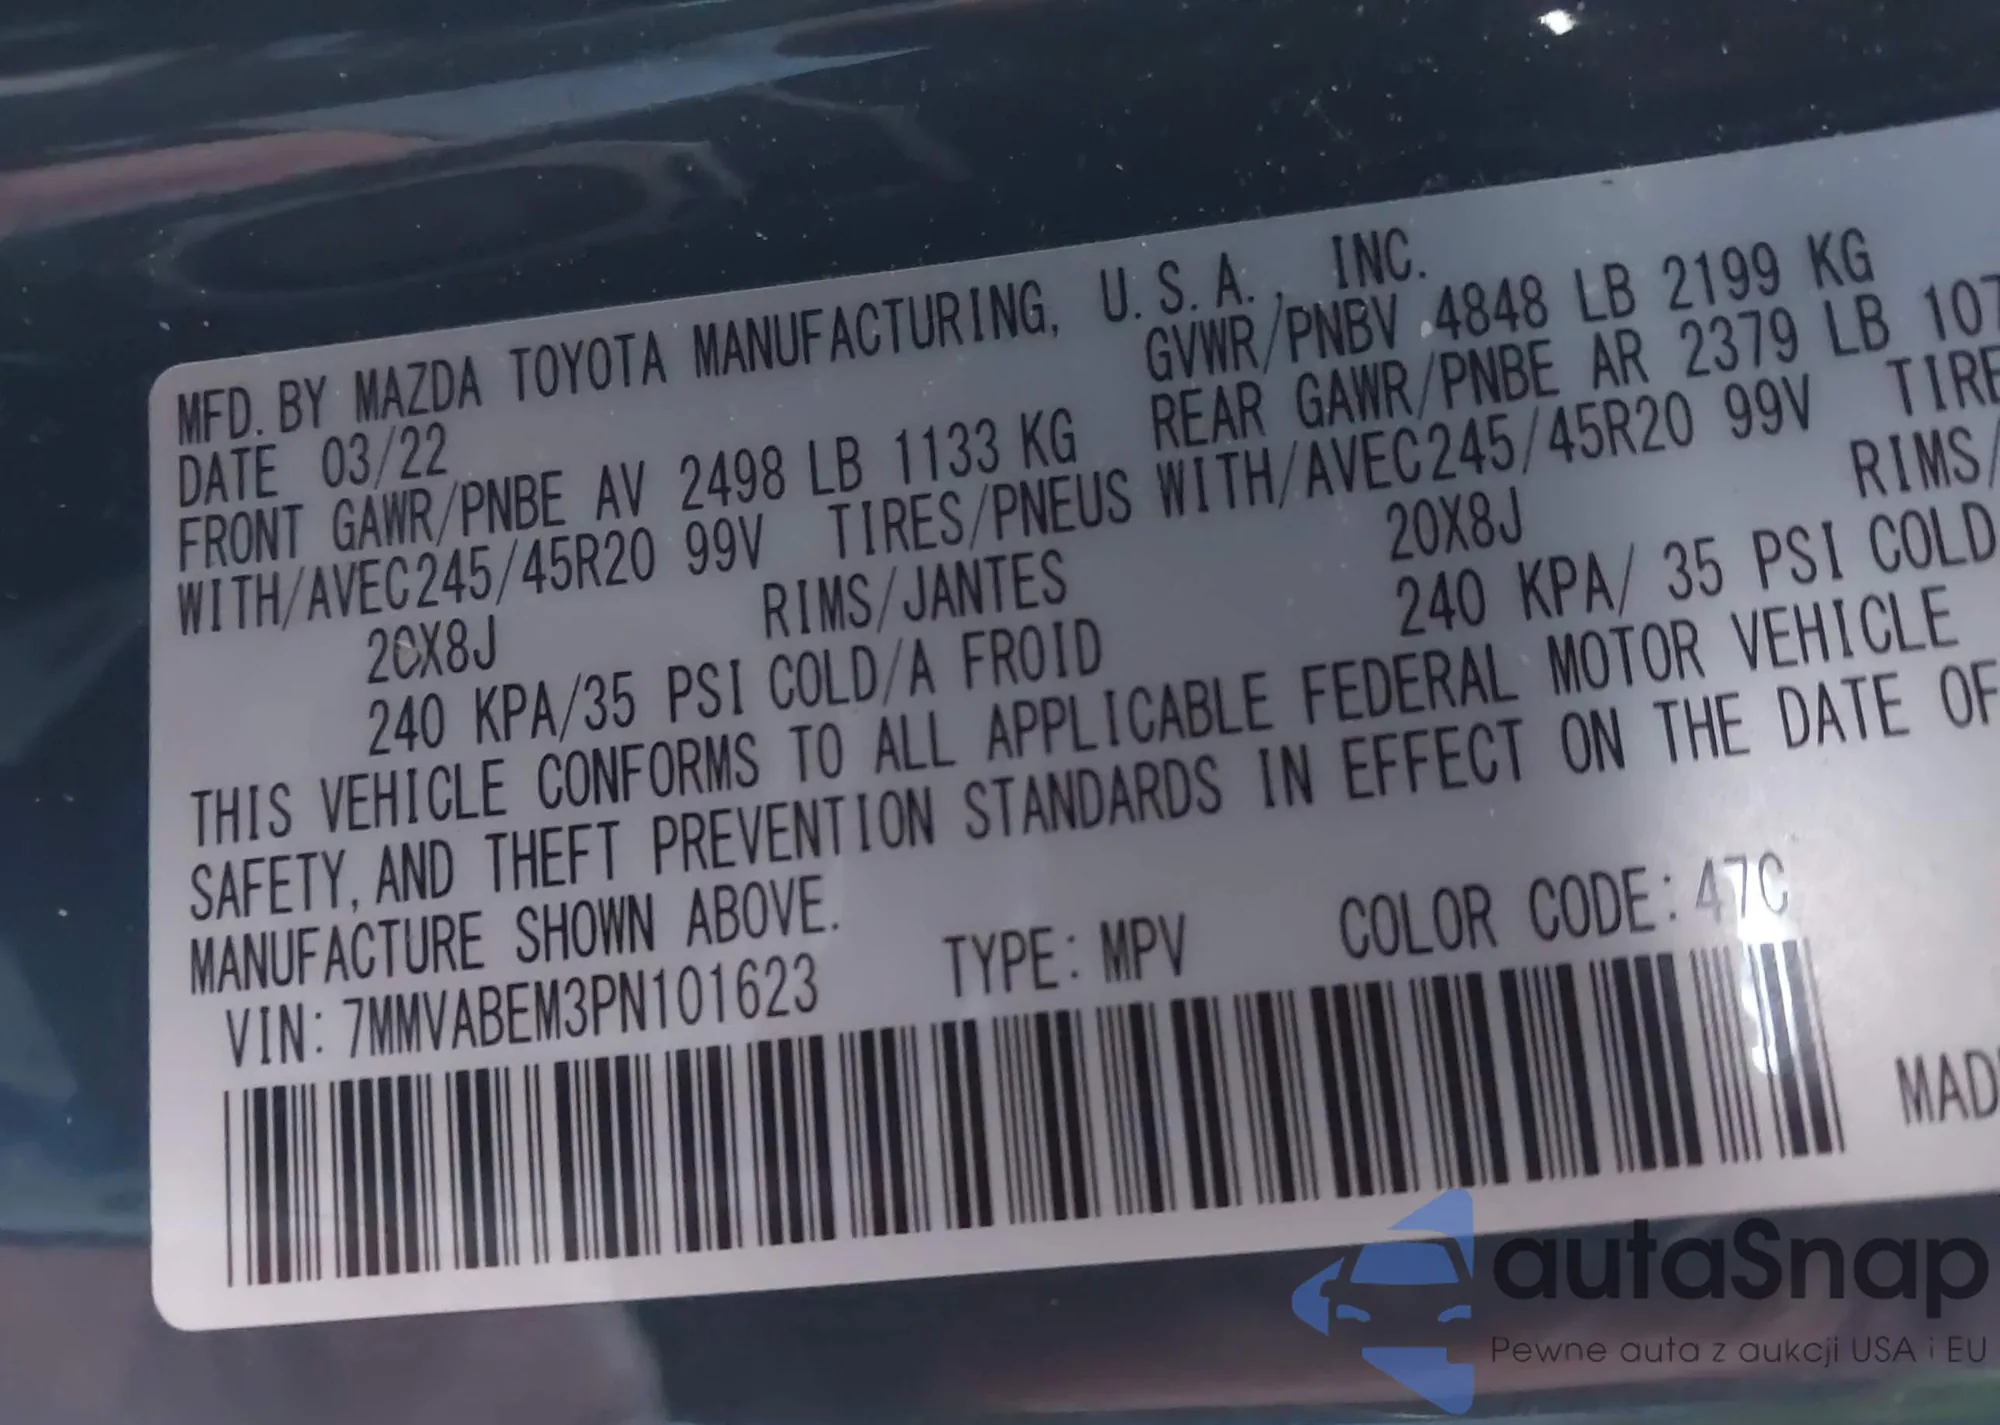 MFD. BY MAZDA TOYOTA MANUFACTURING, U.S.A., INC.
DATE 03/22 GVWR/PNBV 4848 LB 2199 KG
FRONT GAWR/PNBE AV 2498 LB 1133 KG REAR GAWR/PNBE AR 2379 LB 107
WITH/AVEC245/45R20 99V TIRES/PNEUS WITH/AVEC245/45R20 99V TIRE
20X8J RIMS/JANTES 20X8J RIMS/
240 KPA/35 PSI COLD/A FROID 240 KPA/ 35 PSI COLD
THIS VEHICLE CONFORMS TO ALL APPLICABLE FEDERAL MOTOR VEHICLE
SAFETY, AND THEFT PREVENTION STANDARDS IN EFFECT ON THE DATE OF
MANUFACTURE SHOWN ABOVE.
VIN: 7MMVABEM3PN101623 TYPE: MPV COLOR CODE: 47C
MAD
autaSnap
Pewne auta z aukcji USA i EU